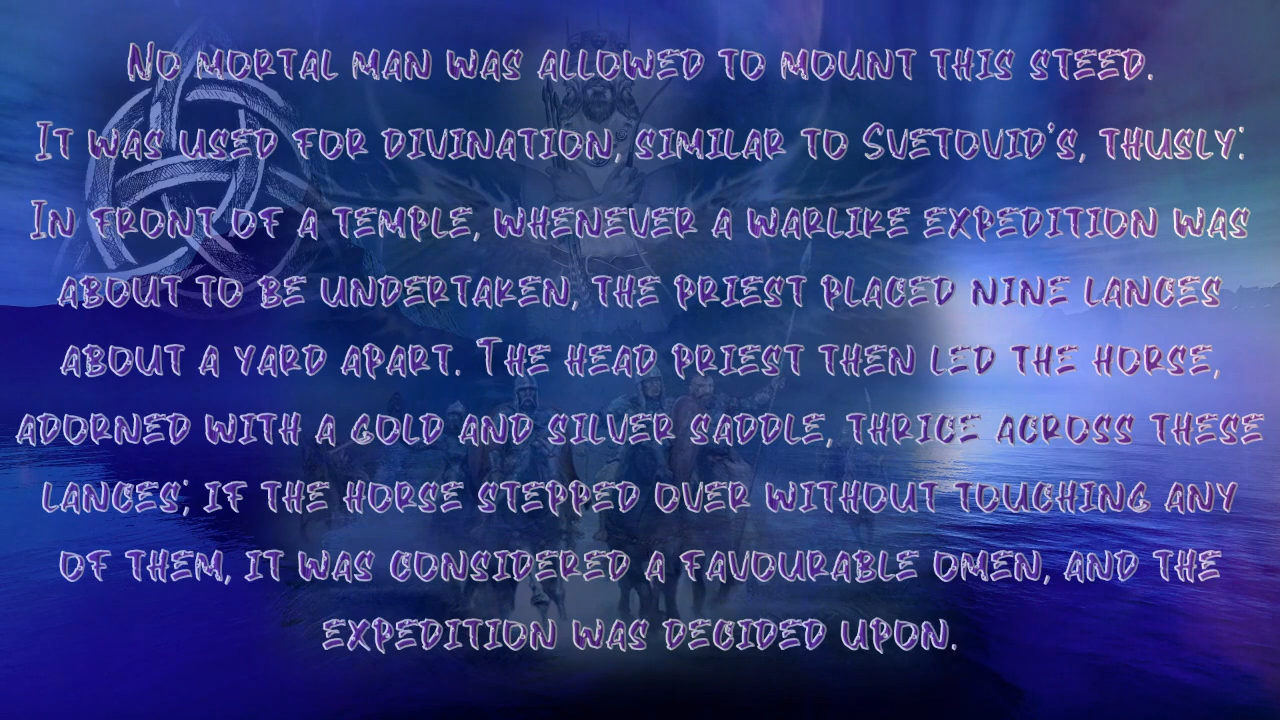 No mortal man was allowed to mount this steed.
It was used for divination, similar to Svetovid's, thusly:
In front of a temple, whenever a warlike expedition was
about to be undertaken, the priest placed nine lances
about a yard apart. The head priest then led the horse,
adorned with a gold and silver saddle, thrice across these
lances; if the horse stepped over without touching any
of them, it was considered a favourable omen, and the
expedition was decided upon.